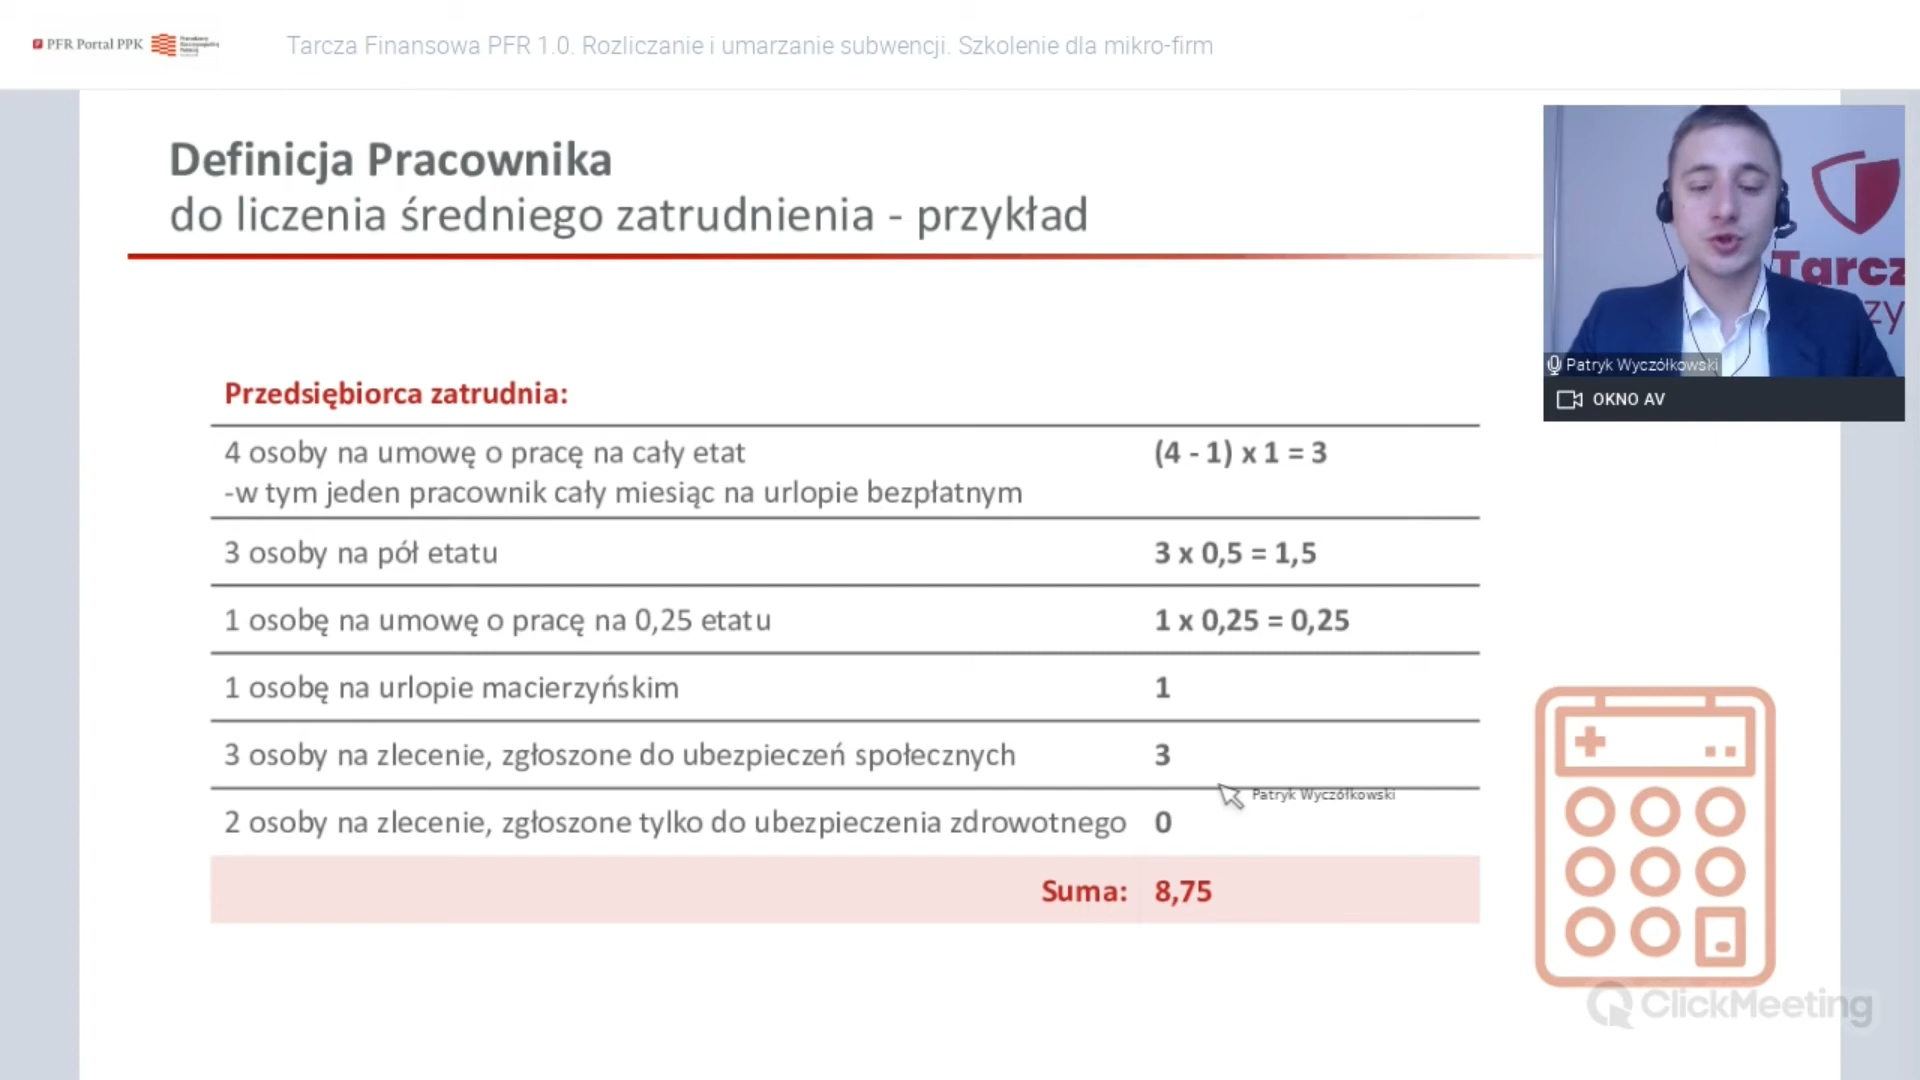 PFR Portal PPK
Tarcza Finansowa PFR 1.0. Rozliczanie i umarzanie subwencji. Szkolenie dla mikro-firm
Definicja Pracownika
do liczenia średniego zatrudnienia - przykład
Tarcz
zy
Patryk Wyczółkowski
OKNO AV
Przedsiębiorca zatrudnia:
4 osoby na umowę o pracę na cały etat (4 - 1) x 1 = 3
-w tym jeden pracownik cały miesiąc na urlopie bezpłatnym
3 osoby na pół etatu 3 x 0,5 = 1,5
1 osobę na umowę o pracę na 0,25 etatu 1 x 0,25 = 0,25
1 osobę na urlopie macierzyńskim 1
3 osoby na zlecenie, zgłoszone do ubezpieczeń społecznych 3
Patryk Wyczółkowski
2 osoby na zlecenie, zgłoszone tylko do ubezpieczenia zdrowotnego 0
Suma: 8,75
ClickMeeting